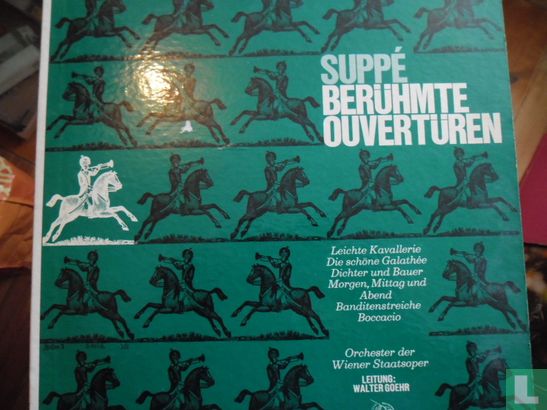 SUPPÉ
BERÜHMTE
OUVERTÜREN
Leichte Kavallerie
Die schöne Galathée
Dichter und Bauer
Morgen, Mittag und
Abend
Banditenstreiche
Boccacio
Orchester der
Wiener Staatsoper
LEITUNG:
WALTER GOEHR
catawiki